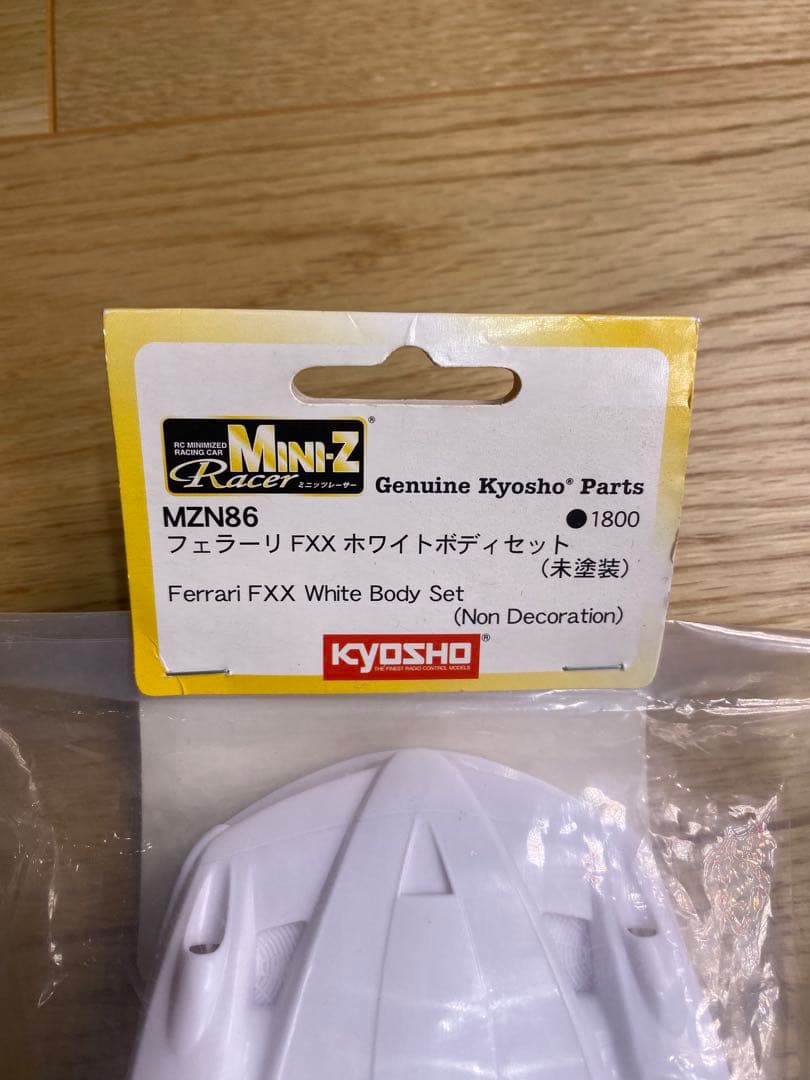 RC MINIMIZED
RACING CAR
MINI-Z®
Racer ミニッツレーサー
Genuine Kyosho® Parts
MZN86 ●1800
フェラーリ FXX ホワイトボディセット
(未塗装)
Ferrari FXX White Body Set
(Non Decoration)
KYOSHO®
THE FINEST RADIO CONTROL MODELS